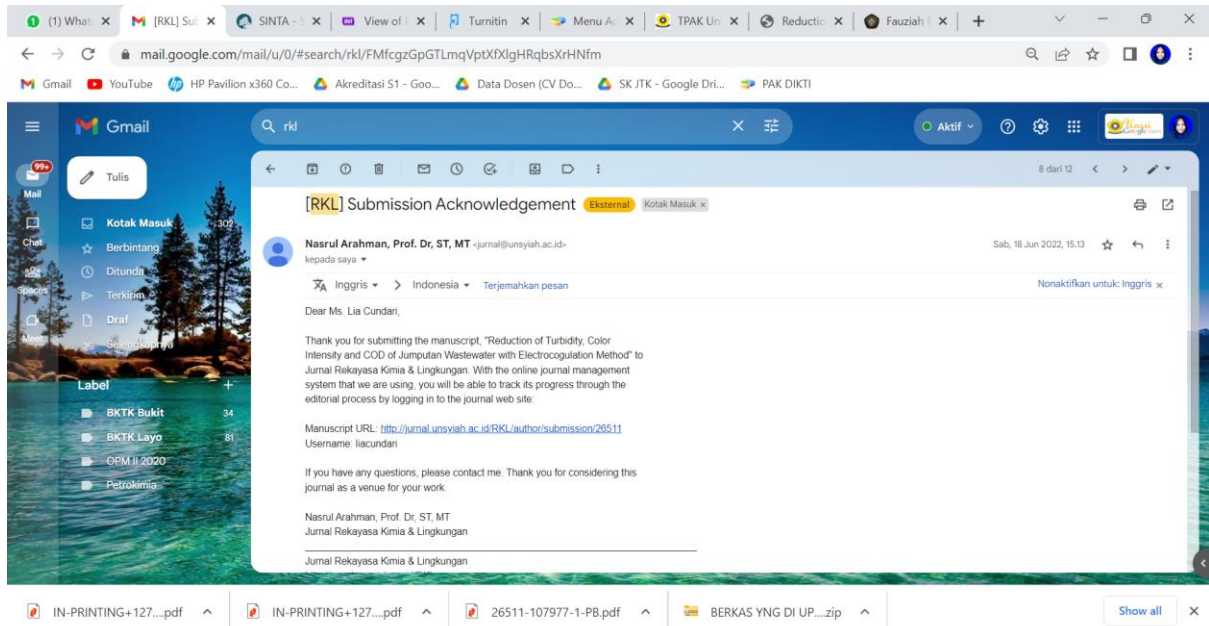 (1) What
[RKL] Sul
SINTA -
View of
Turnitin
Menu A
TPAK Un
Reductio
Fauziah
mail.google.com/mail/u/0/#search/rkl/FMfcgzGpGTLmqVptXfXlgHRqbsXrHNfm
Gmail YouTube HP Pavilion x360 Co... Akreditasi S1 - Goo... Data Dosen (CV Do... SK JTK - Google Dri... PAK DIKTI
Gmail
rkl
Aktif
99+
Mail
Chat
Spaces
Meet
Tulis
Kotak Masuk 302
Berbintang
Ditunda
Terkirim
Draf
Selengkapnya
Label +
BKTK Bukit 34
BKTK Layo 81
OPM II 2020
Petrokimia
8 dari 12
[RKL] Submission Acknowledgement Eksternal Kotak Masuk x
Nasrul Arahman, Prof. Dr, ST, MT <jurnal@unsyiah.ac.id>
Sab, 18 Jun 2022, 15.13
kepada saya
Inggris > Indonesia Terjemahkan pesan
Nonaktifkan untuk: Inggris x
Dear Ms. Lia Cundari,
Thank you for submitting the manuscript, "Reduction of Turbidity, Color
Intensity and COD of Jumputan Wastewater with Electrocogulation Method" to
Jurnal Rekayasa Kimia & Lingkungan. With the online journal management
system that we are using, you will be able to track its progress through the
editorial process by logging in to the journal web site:
Manuscript URL: http://jurnal.unsyiah.ac.id/RKL/author/submission/26511
Username: liacundari
If you have any questions, please contact me. Thank you for considering this
journal as a venue for your work.
Nasrul Arahman, Prof. Dr, ST, MT
Jurnal Rekayasa Kimia & Lingkungan
Jurnal Rekayasa Kimia & Lingkungan
IN-PRINTING+127....pdf
IN-PRINTING+127....pdf
26511-107977-1-PB.pdf
BERKAS YNG DI UP....zip
Show all